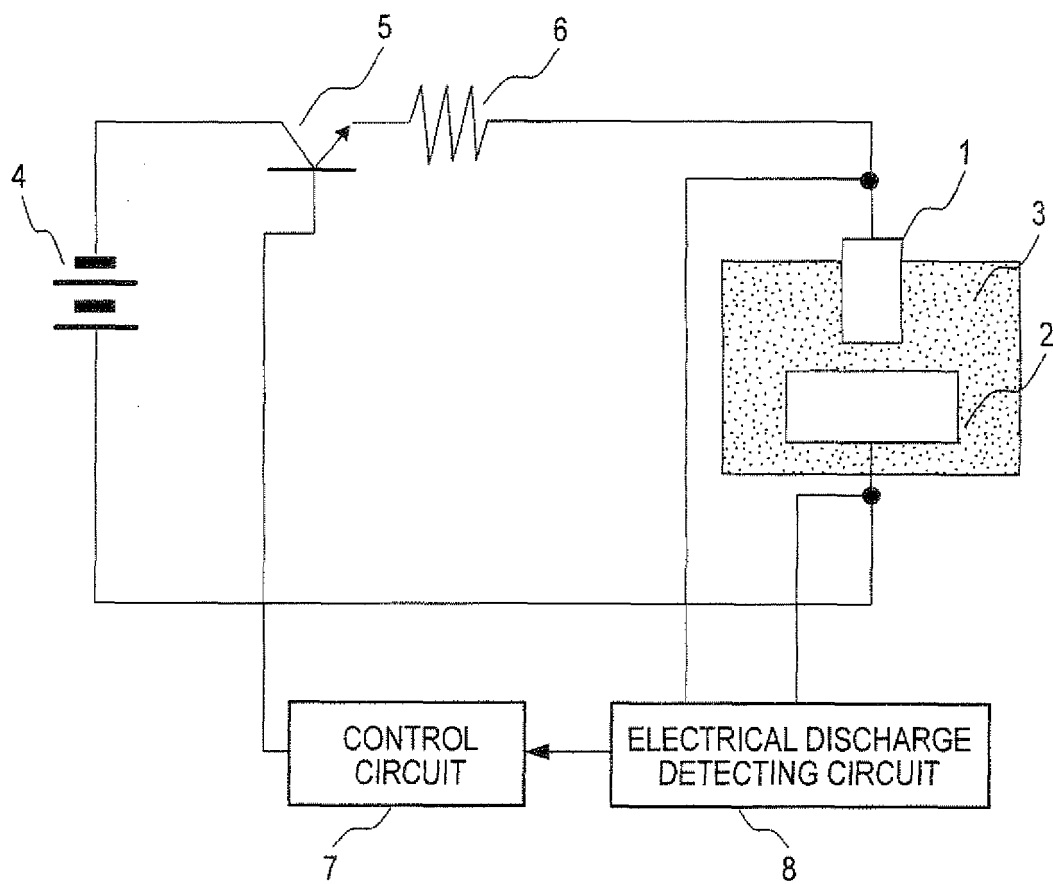 5
6
4
1
3
2
CONTROL
CIRCUIT
ELECTRICAL DISCHARGE
DETECTING CIRCUIT
7
8